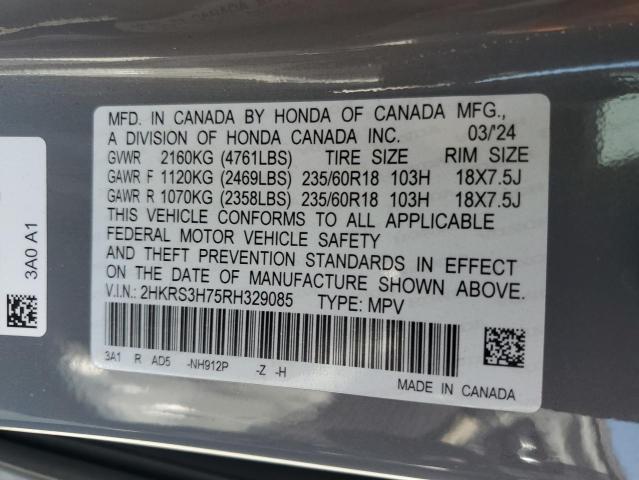 MFD. IN CANADA BY HONDA OF CANADA MFG.,
A DIVISION OF HONDA CANADA INC. 03/'24
GVWR 2160KG (4761LBS) TIRE SIZE RIM SIZE
GAWR F 1120KG (2469LBS) 235/60R18 103H 18X7.5J
GAWR R 1070KG (2358LBS) 235/60R18 103H 18X7.5J
THIS VEHICLE CONFORMS TO ALL APPLICABLE
FEDERAL MOTOR VEHICLE SAFETY
AND THEFT PREVENTION STANDARDS IN EFFECT
ON THE DATE OF MANUFACTURE SHOWN ABOVE.
V.I.N.: 2HKRS3H75RH329085 TYPE: MPV
3A1 R AD5 -NH912P -Z -H
MADE IN CANADA
3A0 A1